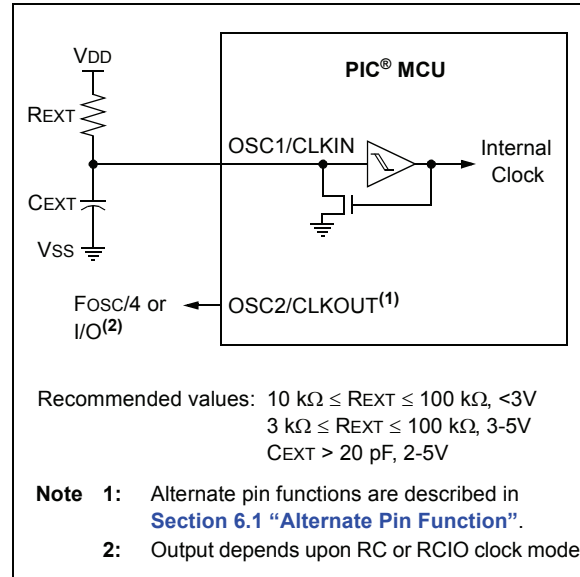 VDD
PIC® MCU
REXT
OSC1/CLKIN
Internal
Clock
CEXT
VSS
FOSC/4 or
I/O(2)
OSC2/CLKOUT(1)
Recommended values: 10 kΩ ≤ REXT ≤ 100 kΩ, <3V
3 kΩ ≤ REXT ≤ 100 kΩ, 3-5V
CEXT > 20 pF, 2-5V
Note 1: Alternate pin functions are described in
Section 6.1 “Alternate Pin Function”.
2: Output depends upon RC or RCIO clock mode